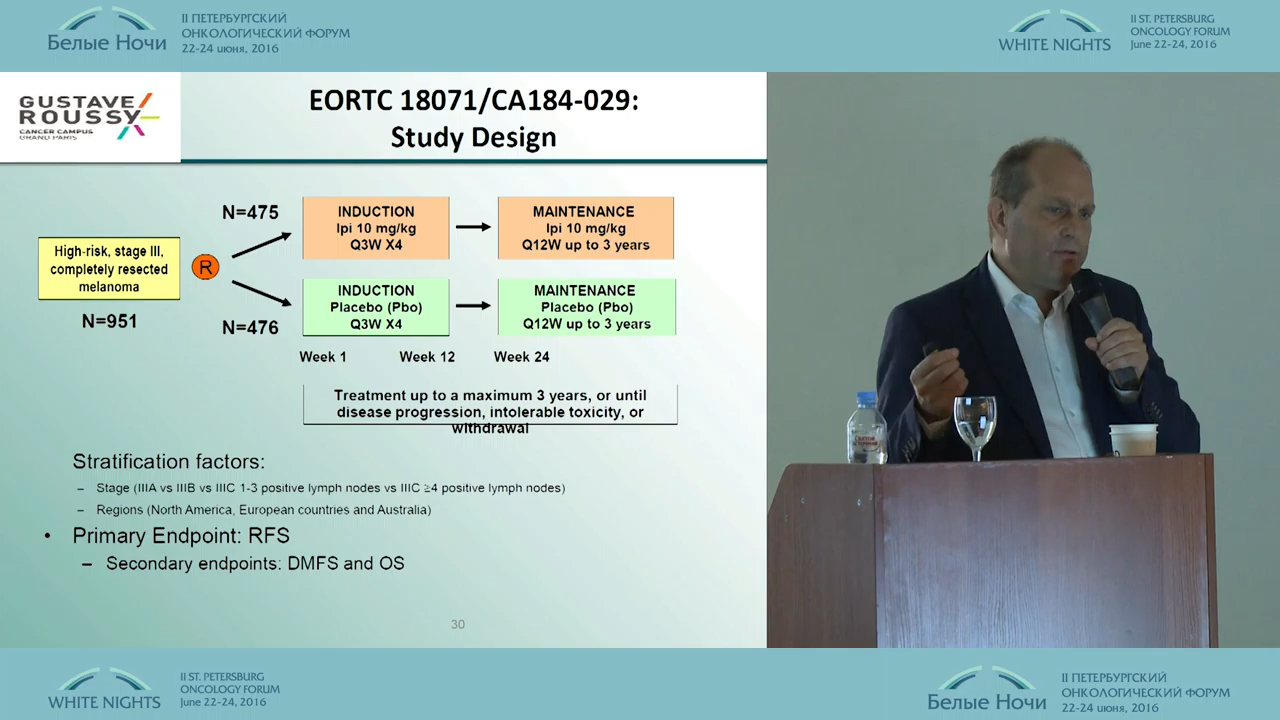 Белые Ночи
II ПЕТЕРБУРГСКИЙ
ОНКОЛОГИЧЕСКИЙ ФОРУМ
22-24 июня, 2016
WHITE NIGHTS
II ST. PETERSBURG
ONCOLOGY FORUM
June 22-24, 2016
GUSTAVE/
ROUSSY
CANCER CAMPUS
GRAND PARIS
EORTC 18071/CA184-029:
Study Design
High-risk, stage III,
completely resected
melanoma
N=951
R
N=475
INDUCTION
Ipi 10 mg/kg
Q3W X4
MAINTENANCE
Ipi 10 mg/kg
Q12W up to 3 years
N=476
INDUCTION
Placebo (Pbo)
Q3W X4
MAINTENANCE
Placebo (Pbo)
Q12W up to 3 years
Week 1 Week 12 Week 24
Treatment up to a maximum 3 years, or until
disease progression, intolerable toxicity, or
withdrawal
Stratification factors:
– Stage (IIIA vs IIIB vs IIIC 1-3 positive lymph nodes vs IIIC ≥4 positive lymph nodes)
– Regions (North America, European countries and Australia)
• Primary Endpoint: RFS
– Secondary endpoints: DMFS and OS
30
WHITE NIGHTS
II ST. PETERSBURG
ONCOLOGY FORUM
June 22-24, 2016
Белые Ночи
II ПЕТЕРБУРГСКИЙ
ОНКОЛОГИЧЕСКИЙ ФОРУМ
22-24 июня, 2016